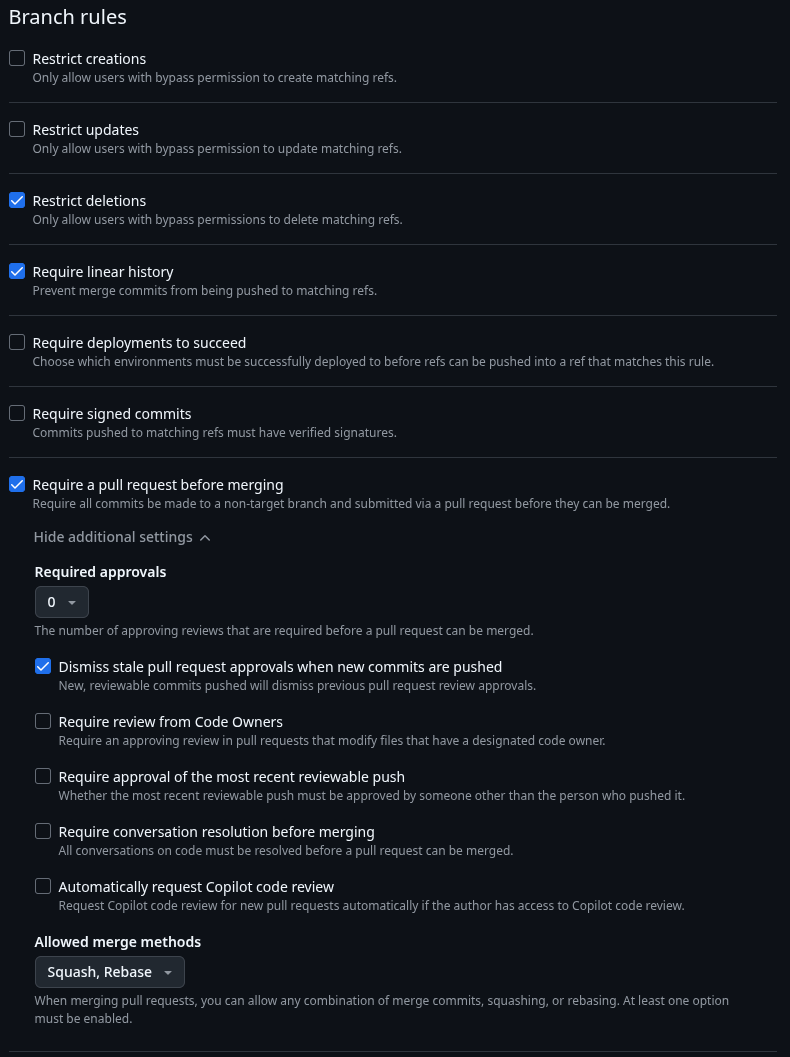 Branch rules
Restrict creations
Only allow users with bypass permission to create matching refs.
Restrict updates
Only allow users with bypass permission to update matching refs.
Restrict deletions
Only allow users with bypass permissions to delete matching refs.
Require linear history
Prevent merge commits from being pushed to matching refs.
Require deployments to succeed
Choose which environments must be successfully deployed to before refs can be pushed into a ref that matches this rule.
Require signed commits
Commits pushed to matching refs must have verified signatures.
Require a pull request before merging
Require all commits be made to a non-target branch and submitted via a pull request before they can be merged.
Hide additional settings
Required approvals
0
The number of approving reviews that are required before a pull request can be merged.
Dismiss stale pull request approvals when new commits are pushed
New, reviewable commits pushed will dismiss previous pull request review approvals.
Require review from Code Owners
Require an approving review in pull requests that modify files that have a designated code owner.
Require approval of the most recent reviewable push
Whether the most recent reviewable push must be approved by someone other than the person who pushed it.
Require conversation resolution before merging
All conversations on code must be resolved before a pull request can be merged.
Automatically request Copilot code review
Request Copilot code review for new pull requests automatically if the author has access to Copilot code review.
Allowed merge methods
Squash, Rebase
When merging pull requests, you can allow any combination of merge commits, squashing, or rebasing. At least one option
must be enabled.